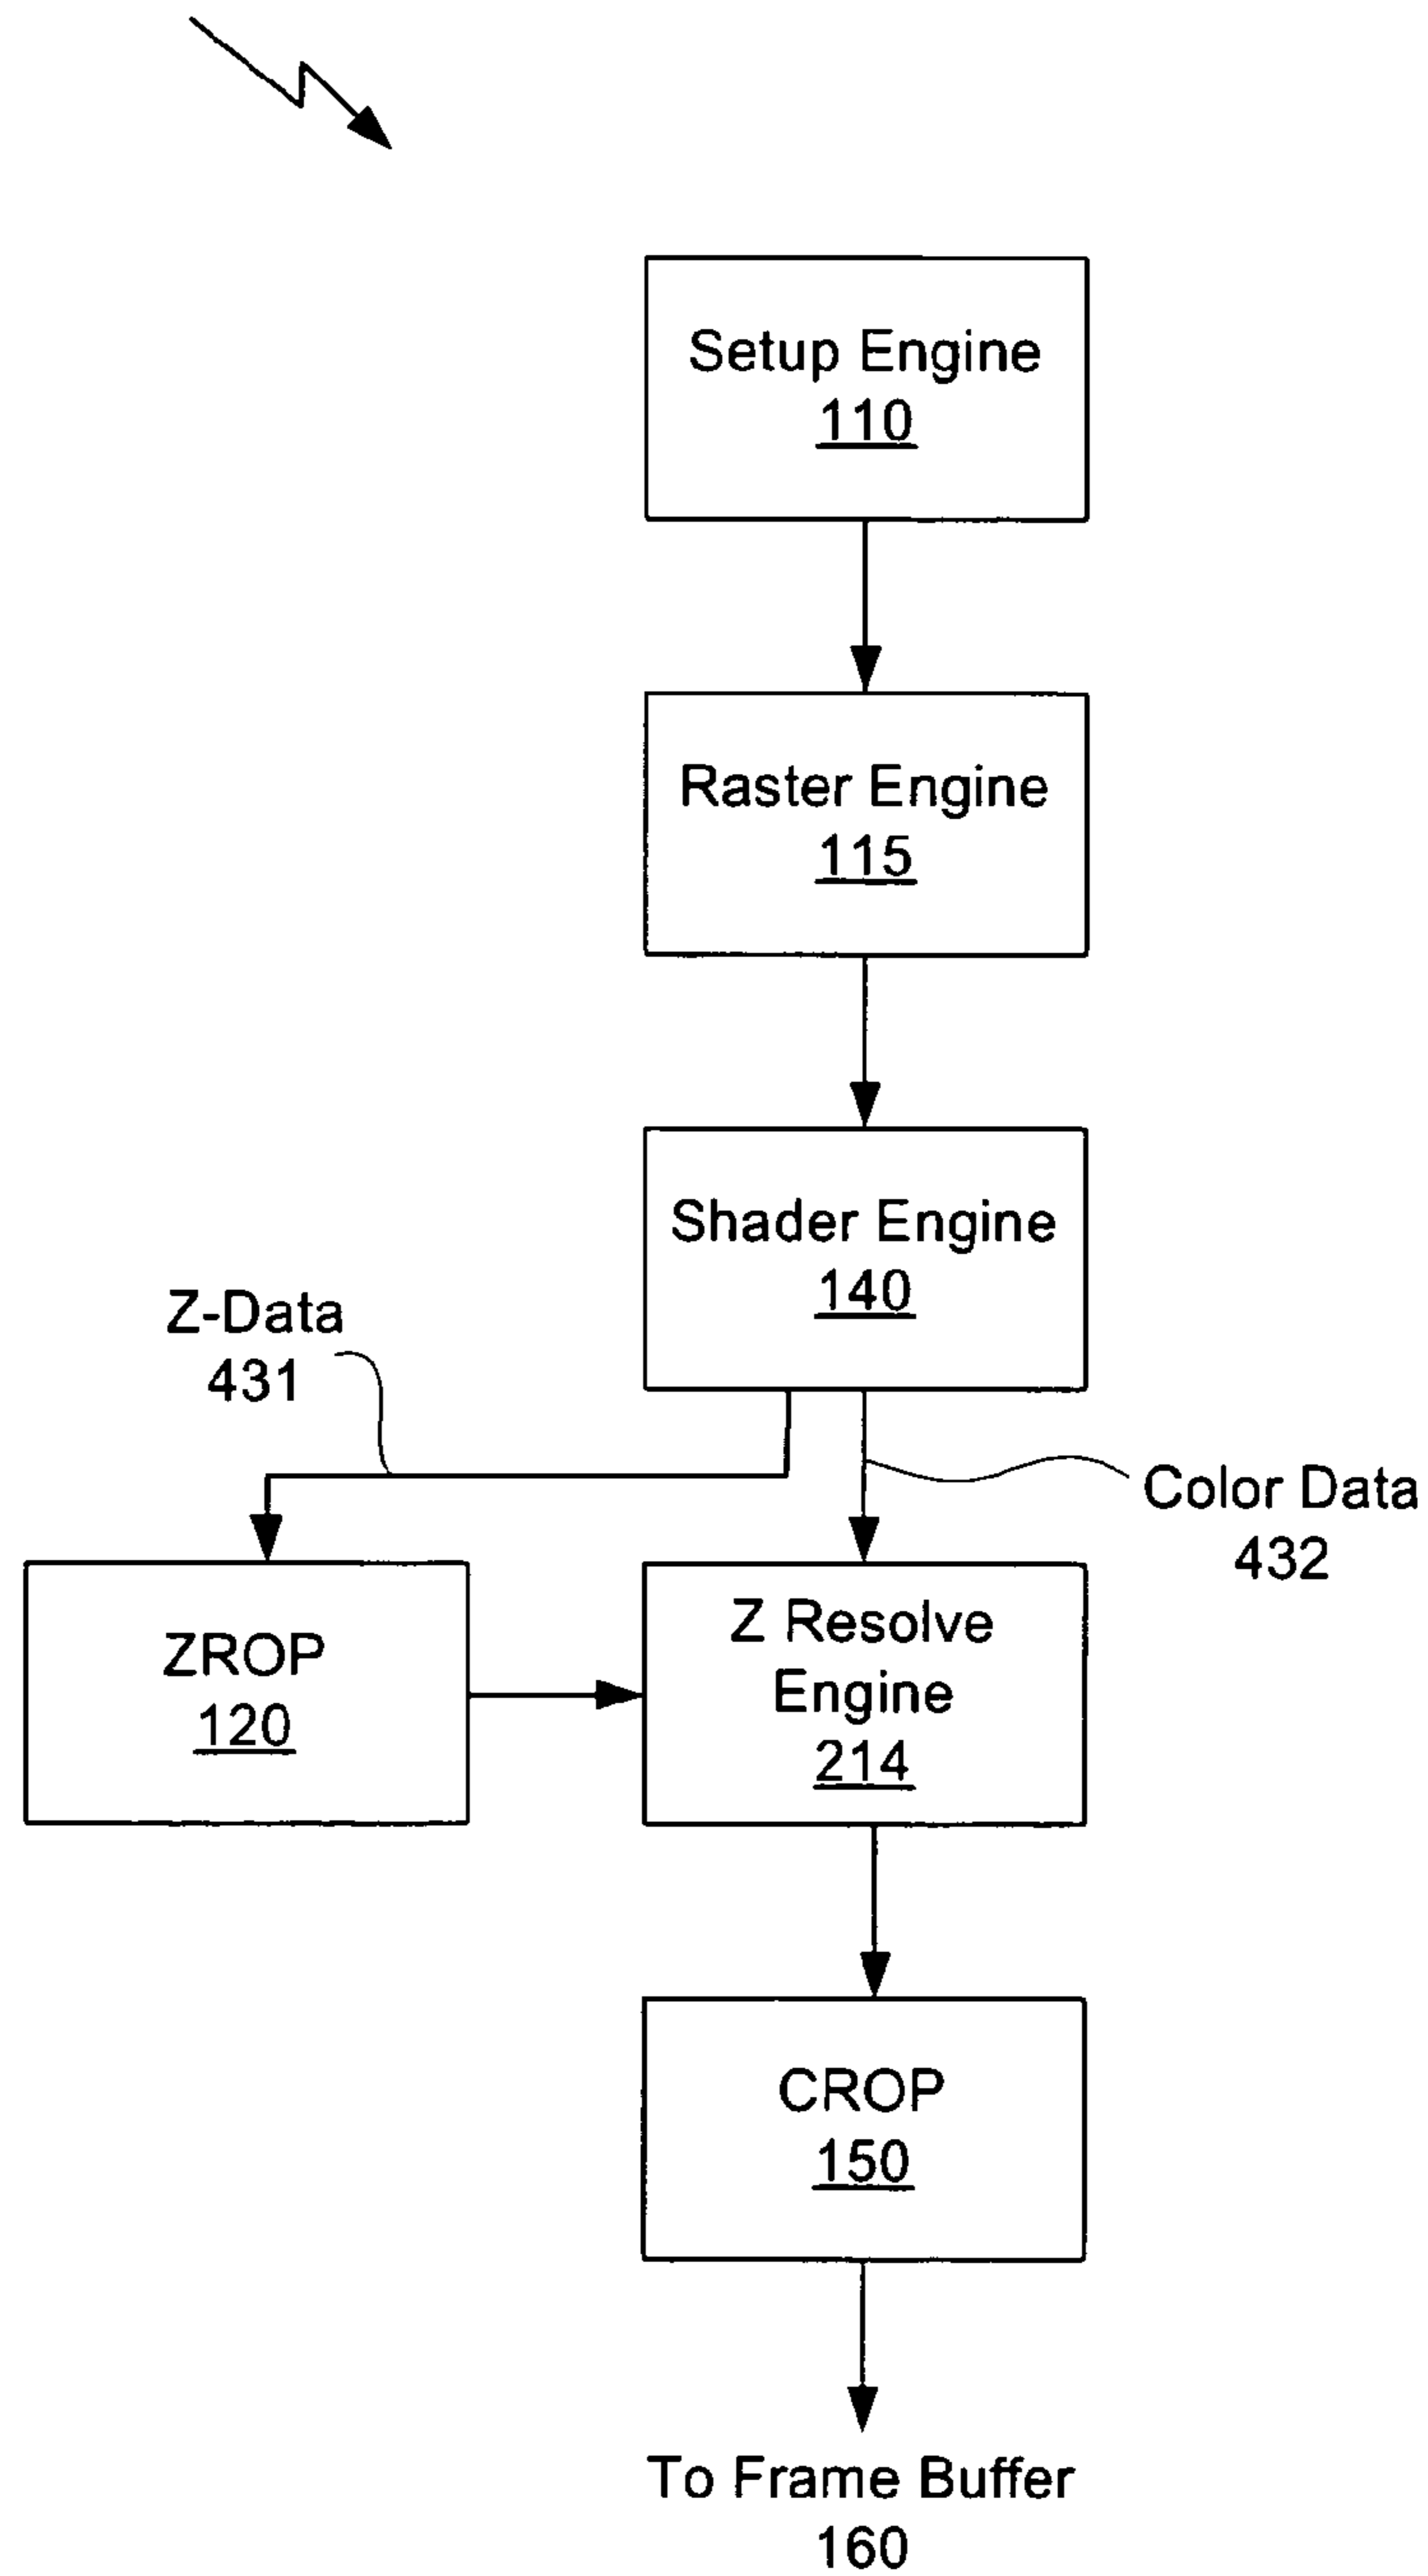 Setup Engine
110
Raster Engine
115
Shader Engine
140
Z-Data
431
Color Data
432
ZROP
120
Z Resolve
Engine
214
CROP
150
To Frame Buffer
160